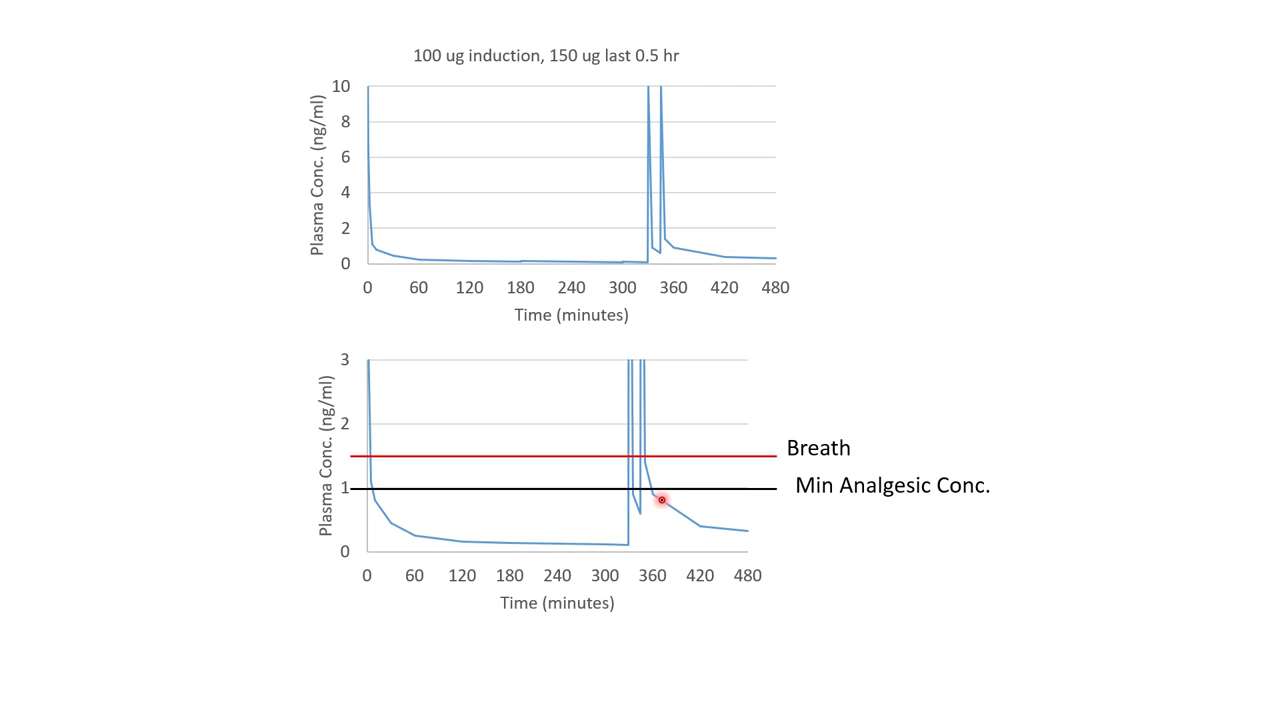 100 ug induction, 150 ug last 0.5 hr
Plasma Conc. (ng/ml)
10
8
6
4
2
0
0 60 120 180 240 300 360 420 480
Time (minutes)
Plasma Conc. (ng/ml)
3
2
1
0
Breath
Min Analgesic Conc.
0 60 120 180 240 300 360 420 480
Time (minutes)